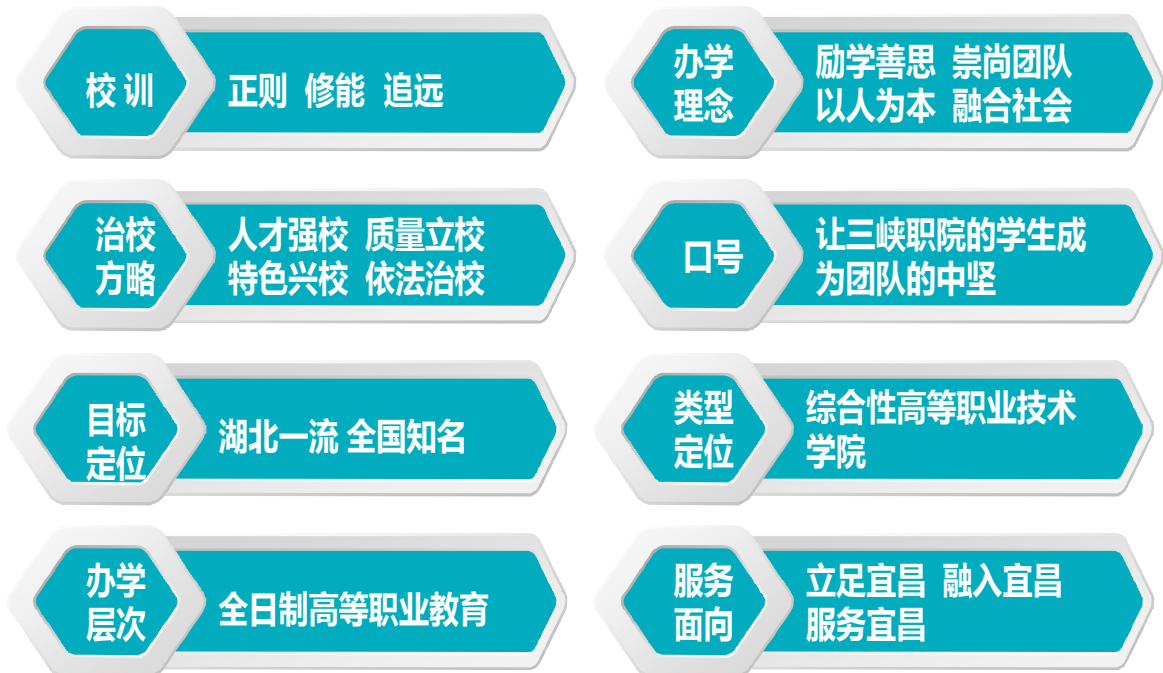 校训
正则 修能 追远
办学
理念
励学善思 崇尚团队
以人为本 融合社会
治校
方略
人才强校 质量立校
特色兴校 依法治校
口号
让三峡职院的学生成
为团队的中坚
目标
定位
湖北一流 全国知名
类型
定位
综合性高等职业技术
学院
办学
层次
全日制高等职业教育
服务
面向
立足宜昌 融入宜昌
服务宜昌